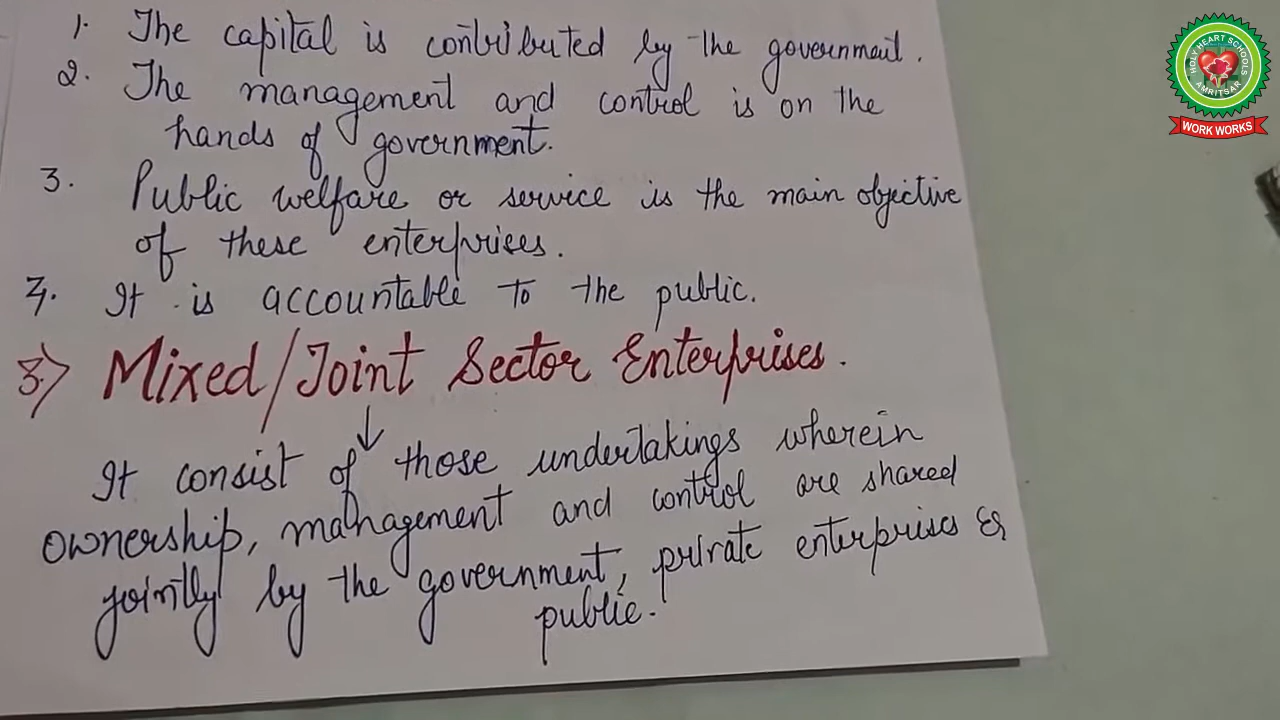 1. The capital is contributed by the government.
2. The management and control is on the
hands of government.
3. Public welfare or service is the main objective
of these enterprises.
4. It is accountable to the public.
3) Mixed/Joint Sector Enterprises.
It consist of those undertakings wherein
ownership, management and control are shared
jointly by the government, private enterprises &
public.
HOLY HEART SCHOOLS
AMRITSAR
WORK WORKS